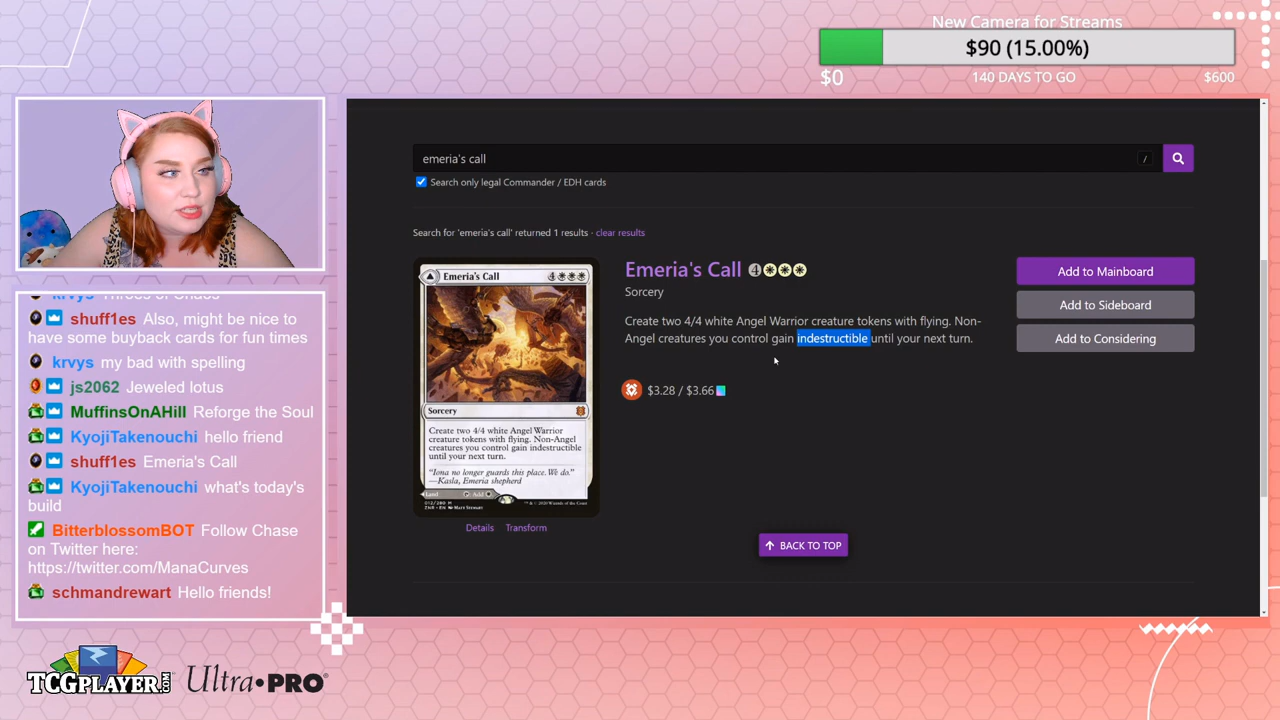 New Camera for Streams
$90 (15.00%)
$0
140 DAYS TO GO
$600
emeria's call
/
Search only legal Commander / EDH cards
Search for 'emeria's call' returned 1 results - clear results
Emeria's Call
4
Sorcery
Create two 4/4 white Angel Warrior creature tokens with flying. Non-
Angel creatures you control gain indestructible until your next turn.
$3.28 / $3.66
Add to Mainboard
Add to Sideboard
Add to Considering
Emeria's Call
4
Sorcery
Create two 4/4 white Angel Warrior
creature tokens with flying. Non-Angel
creatures you control gain indestructible
until your next turn.
"Iona no longer guards this place. We do."
—Kasla, Emeria shepherd
Land
Add
Details
Transform
BACK TO TOP
shuff1es Also, might be nice to
have some buyback cards for fun times
krvys my bad with spelling
js2062 Jeweled lotus
MuffinsOnAHill Reforge the Soul
KyojiTakenouchi hello friend
shuff1es Emeria's Call
KyojiTakenouchi what's today's
build
BitterblossomBOT Follow Chase
on Twitter here:
https://twitter.com/ManaCurves
schmandrewart Hello friends!
TCGPLAYER.COM
Ultra•PRO